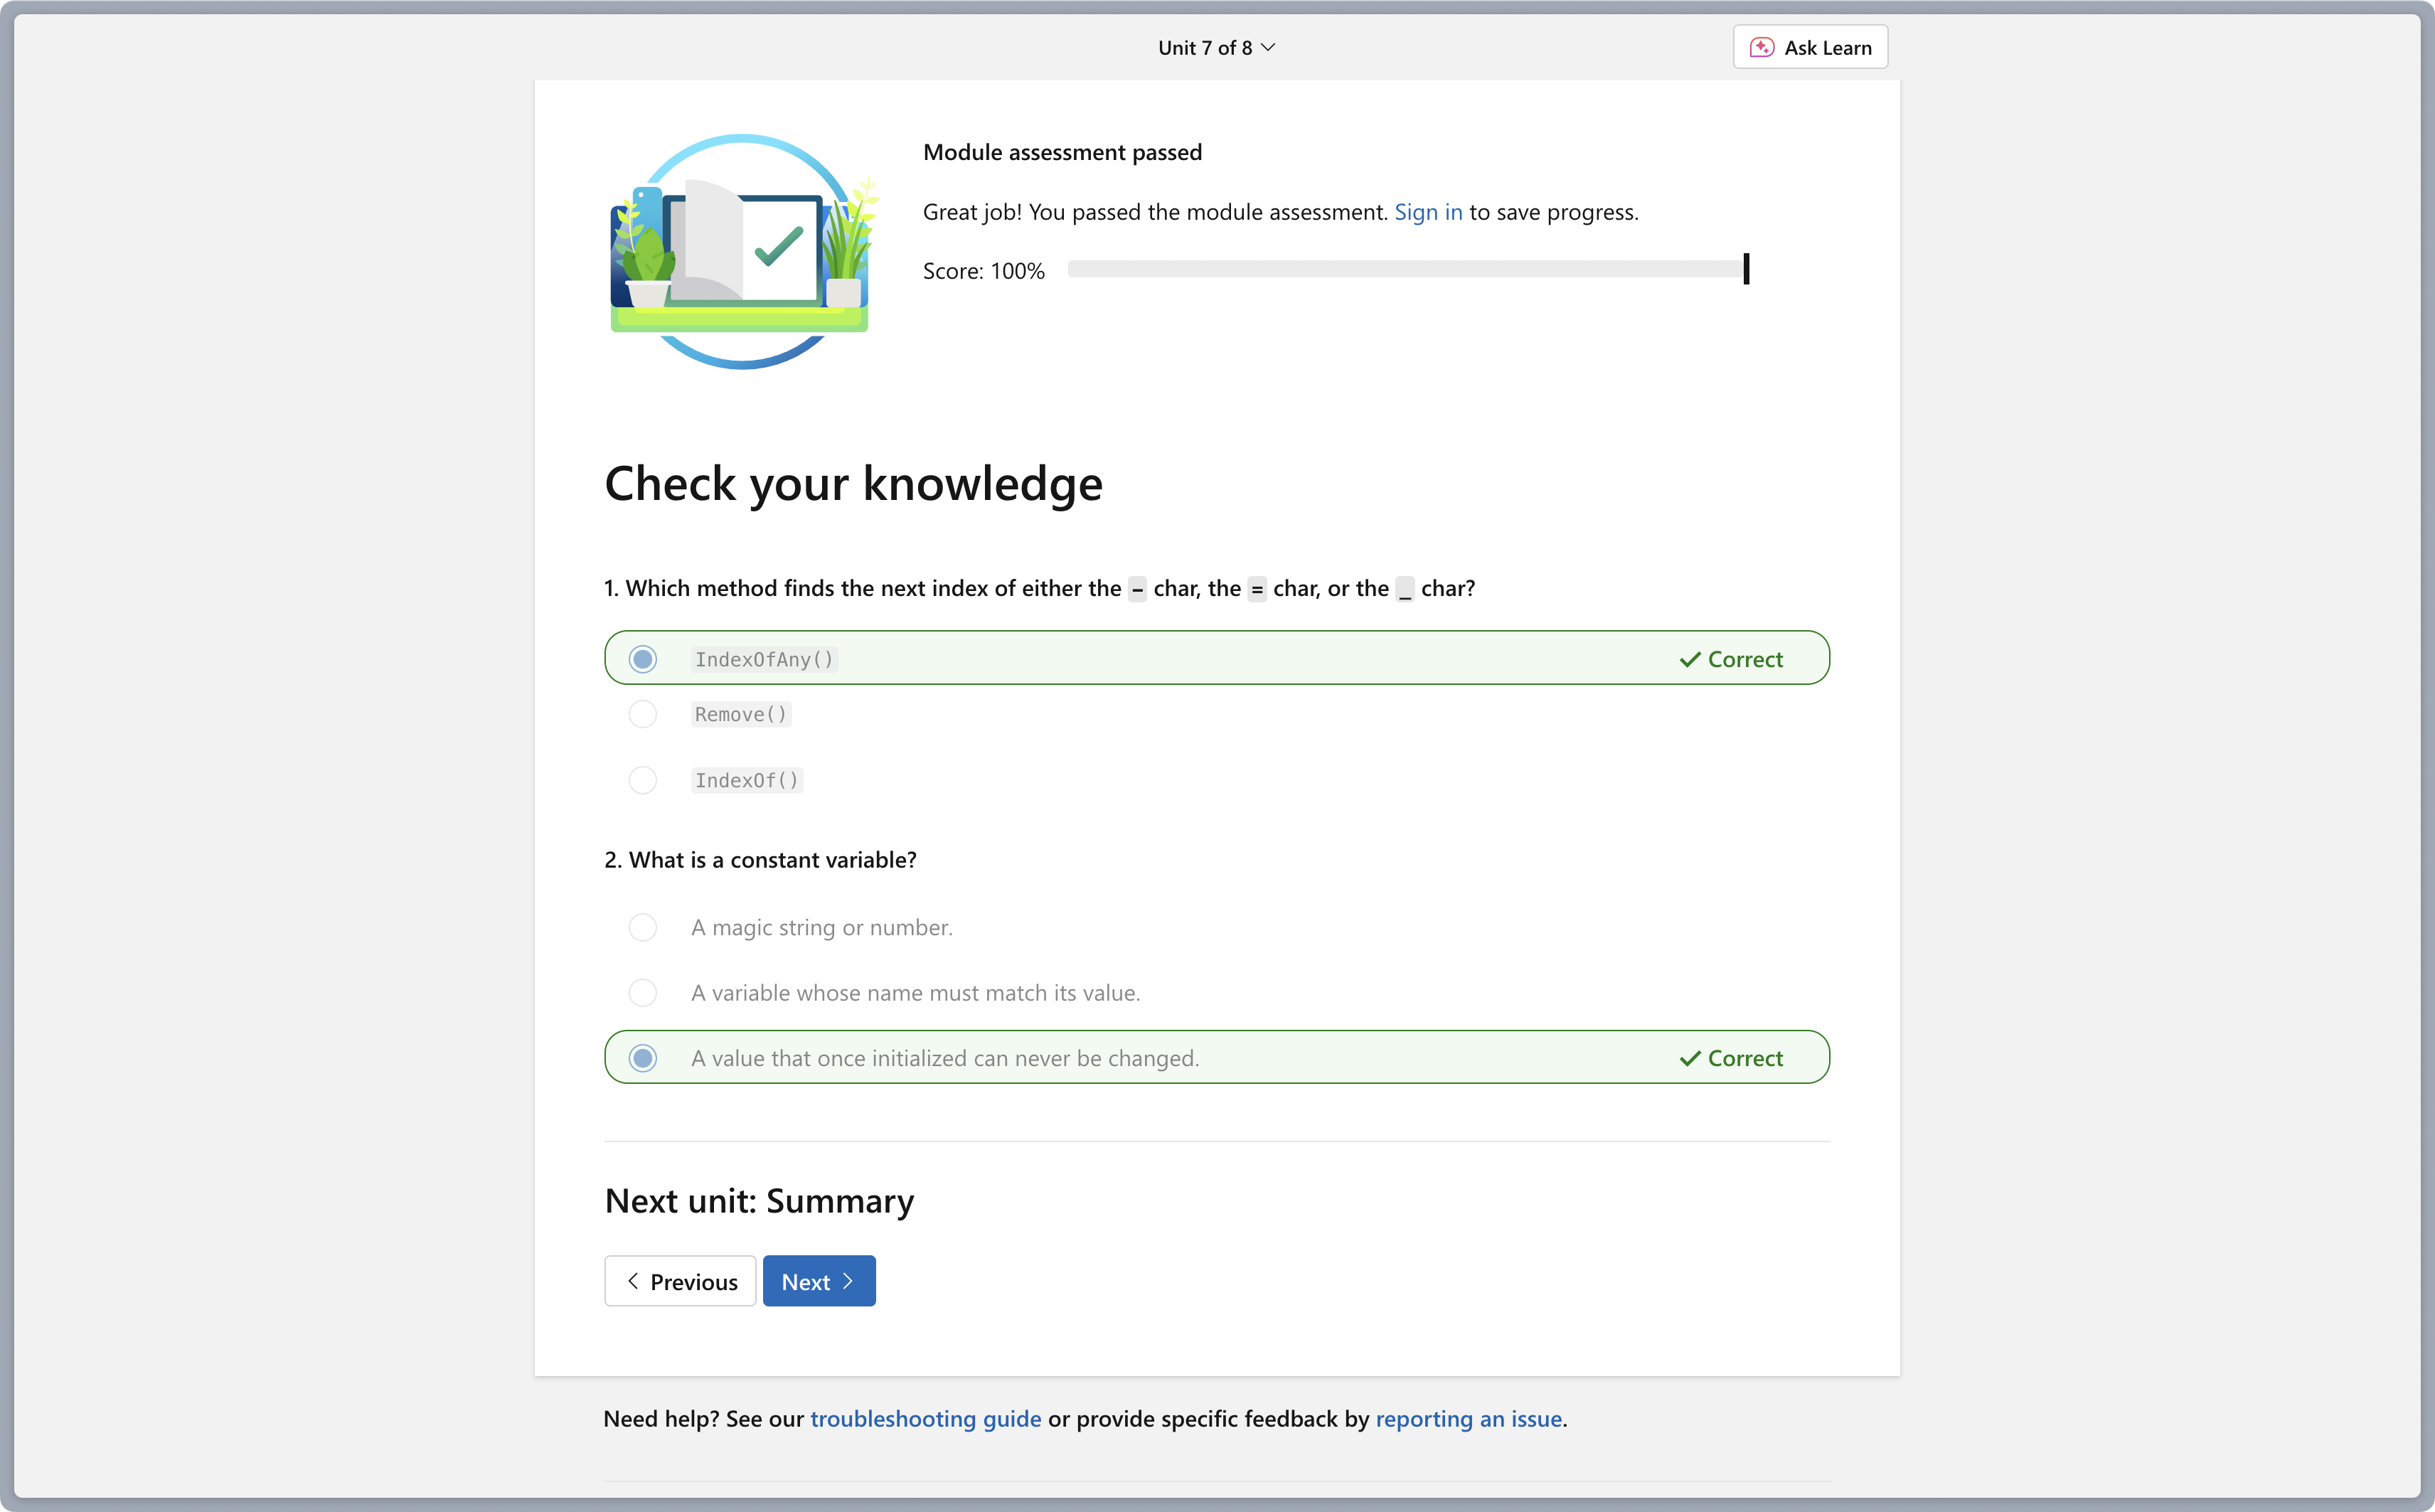 Unit 7 of 8
Ask Learn
Module assessment passed
Great job! You passed the module assessment. Sign in to save progress.
Score: 100%
Check your knowledge
1. Which method finds the next index of either the - char, the = char, or the _ char?
IndexOfAny()
Correct
Remove()
IndexOf()
2. What is a constant variable?
A magic string or number.
A variable whose name must match its value.
A value that once initialized can never be changed.
Correct
Next unit: Summary
Previous
Next
Need help? See our troubleshooting guide or provide specific feedback by reporting an issue.